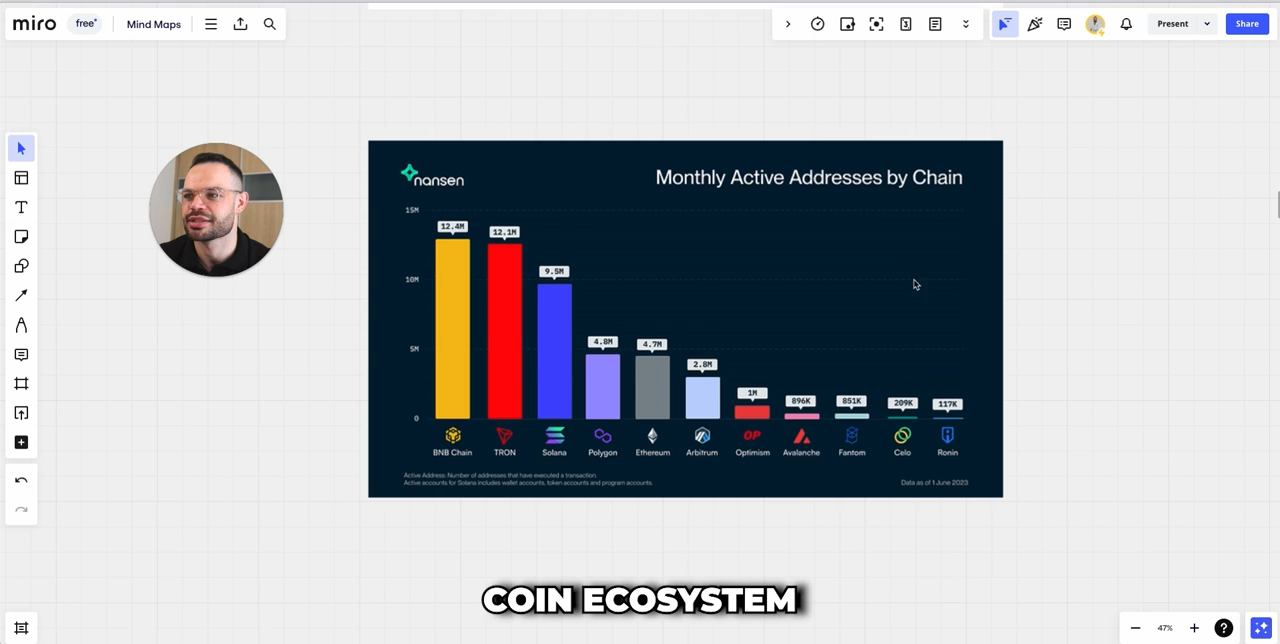 miro free* Mind Maps
3 Present Share
nansen
Monthly Active Addresses by Chain
15M
12.4M
12.1M
9.5M
10M
4.8M
4.7M
5M
2.8M
1M
896K
851K
209K
117K
0
OP
BNB Chain TRON Solana Polygon Ethereum Arbitrum Optimism Avalanche Fantom Celo Ronin
Active Address: Number of addresses that have executed a transaction.
Active accounts for Solana includes wallet accounts, token accounts and program accounts.
Data as of 1 June 2023
COIN ECOSYSTEM
47% ?